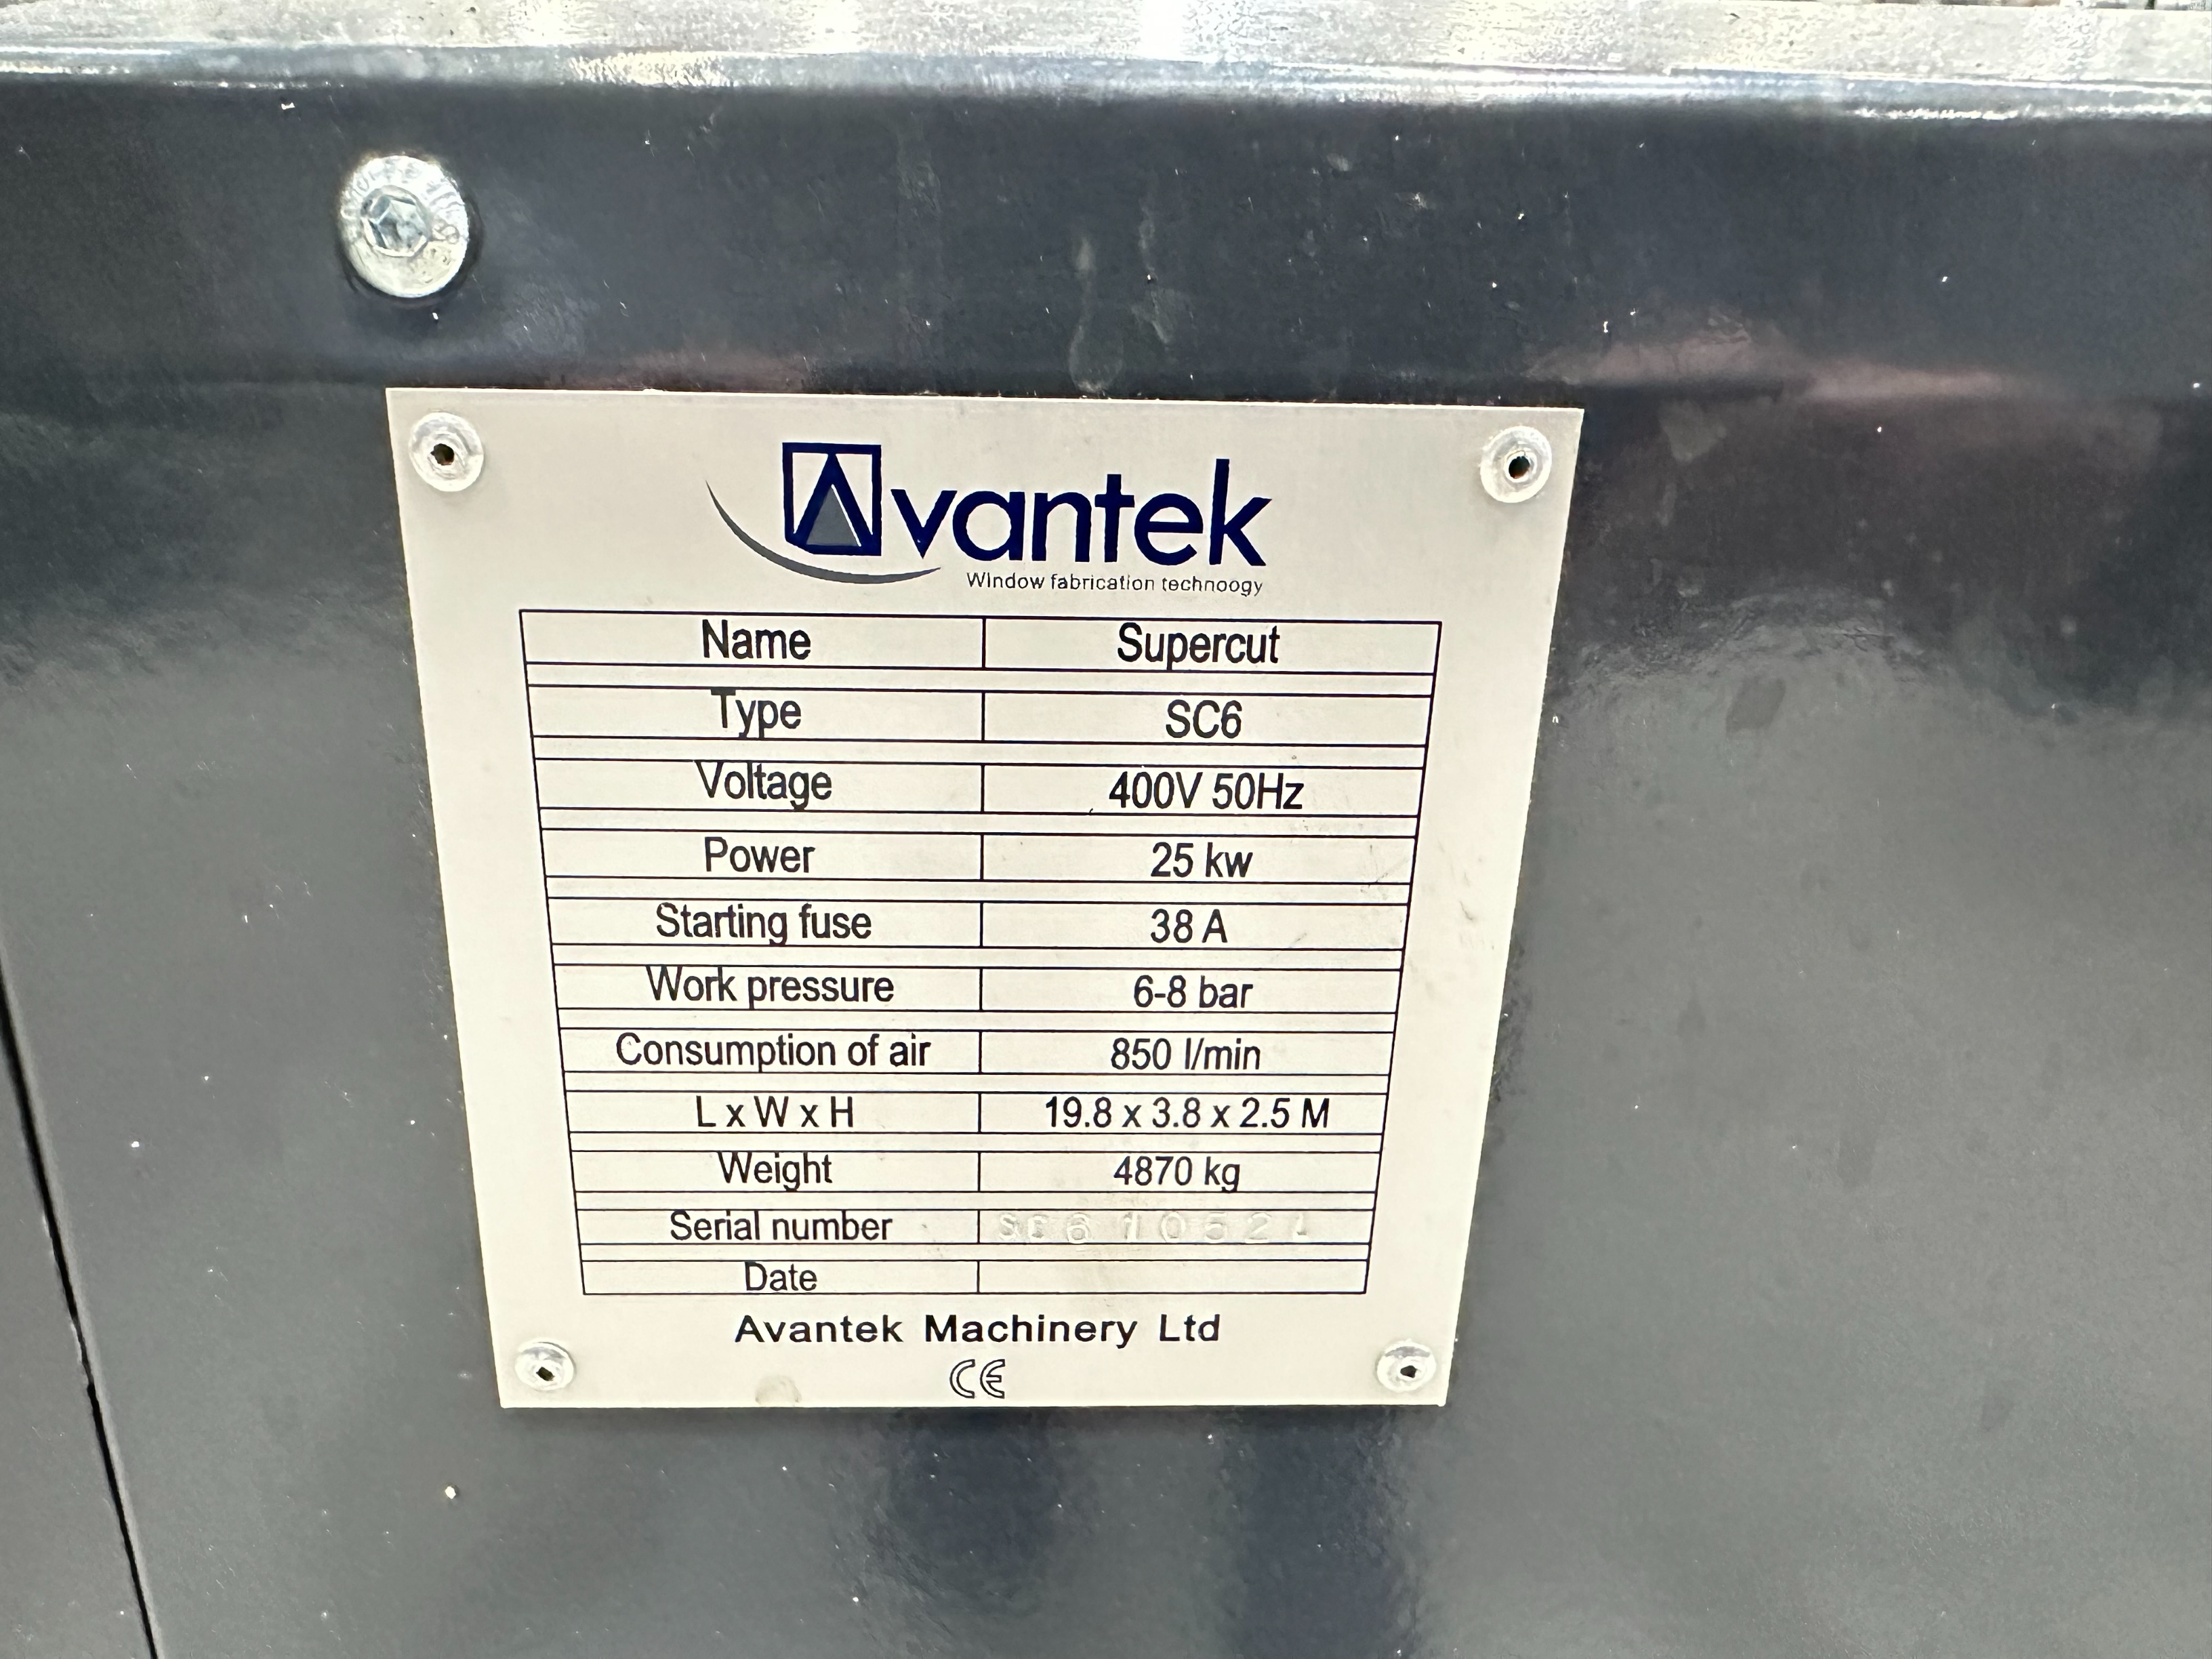 Avantek
Window fabrication technoogy
Name Supercut
Type SC6
Voltage 400V 50Hz
Power 25 kw
Starting fuse 38 A
Work pressure 6-8 bar
Consumption of air 850 l/min
L x W x H 19.8 x 3.8 x 2.5 M
Weight 4870 kg
Serial number SC610521
Date
Avantek Machinery Ltd
CE